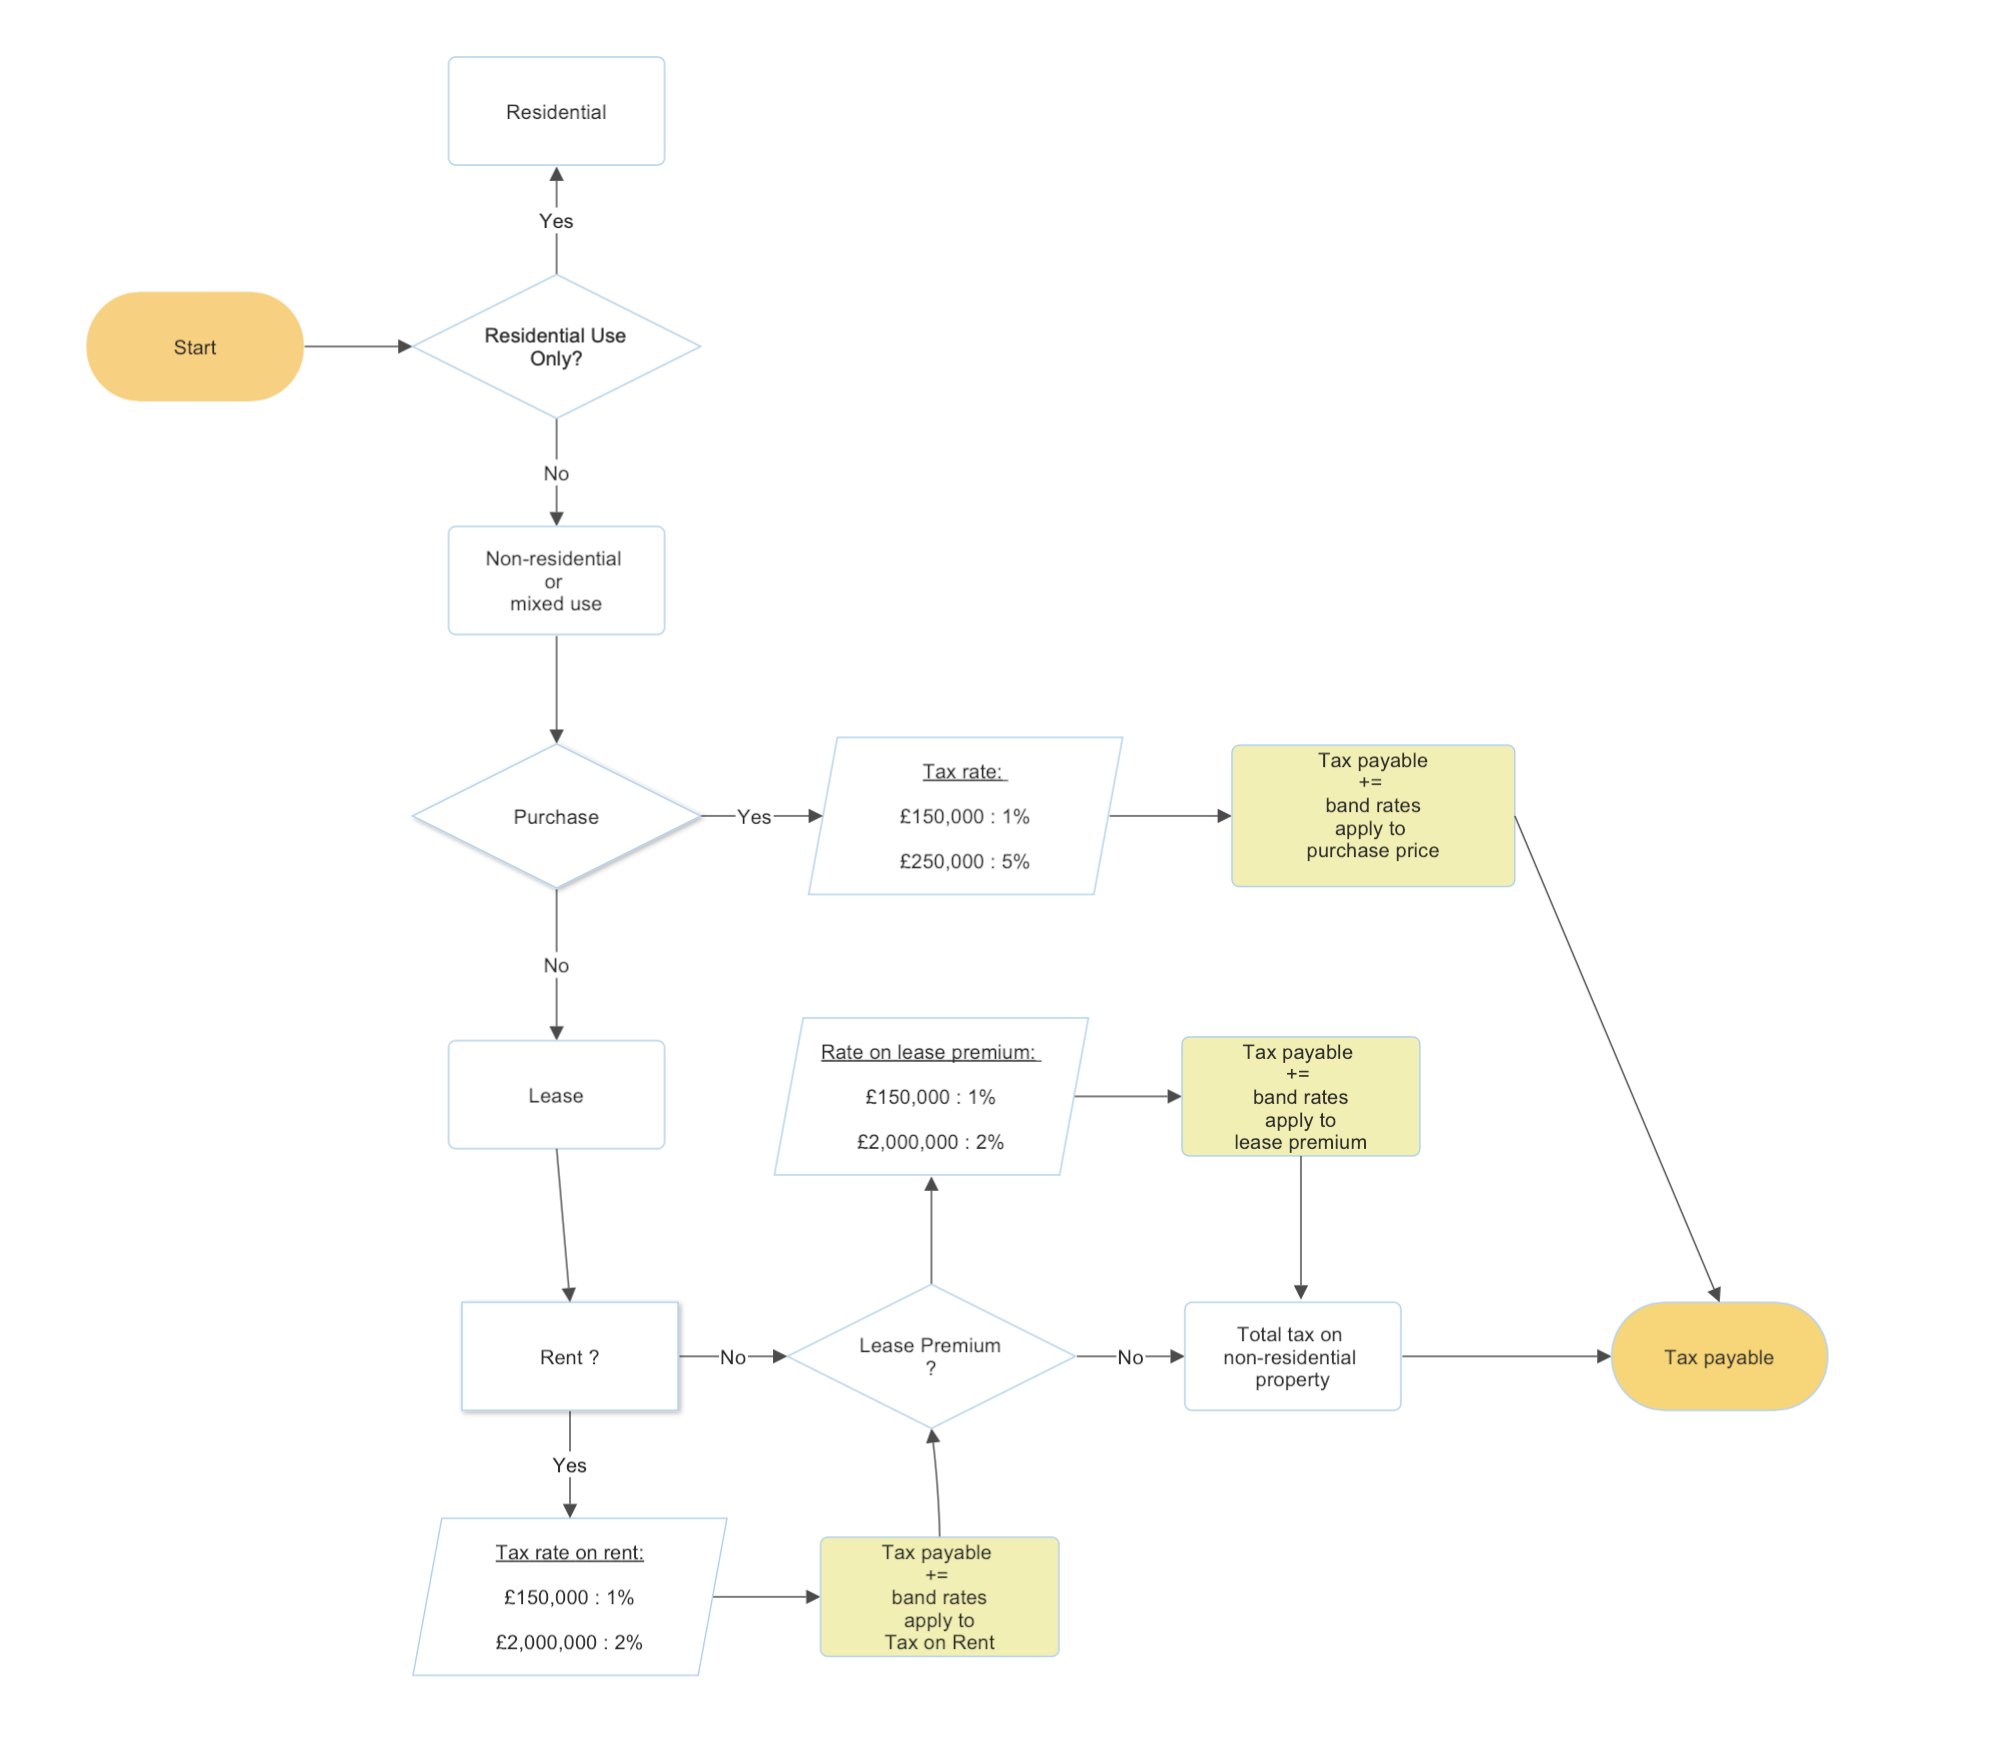 Residential
Yes
Start
Residential Use
Only?
No
Non-residential
or
mixed use
Purchase
Yes
Tax rate:
£150,000 : 1%
£250,000 : 5%
Tax payable
+=
band rates
apply to
purchase price
No
Lease
Rate on lease premium:
£150,000 : 1%
£2,000,000 : 2%
Tax payable
+=
band rates
apply to
lease premium
Rent ?
No
Lease Premium
?
No
Total tax on
non-residential
property
Tax payable
Yes
Tax rate on rent:
£150,000 : 1%
£2,000,000 : 2%
Tax payable
+=
band rates
apply to
Tax on Rent